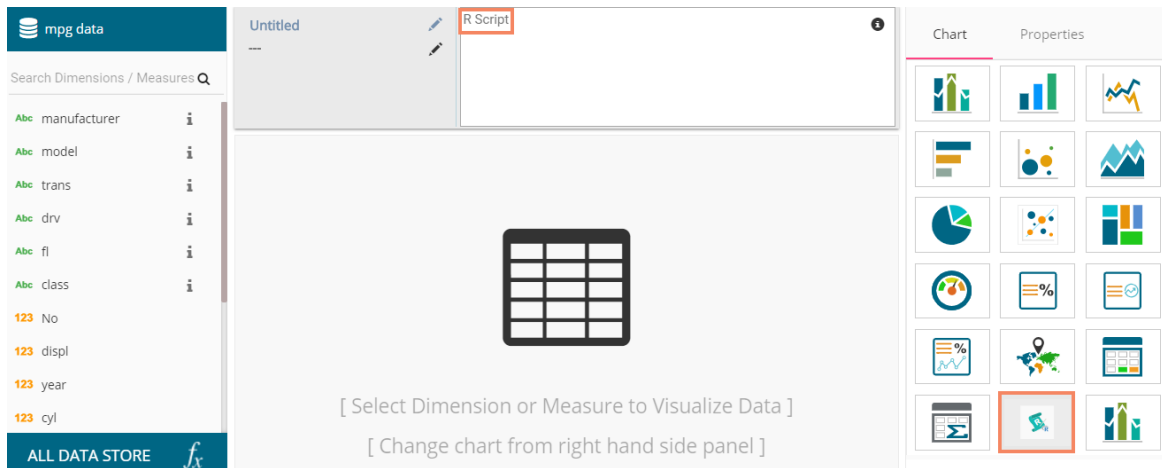 mpg data
Search Dimensions / Measures
Abc manufacturer
Abc model
Abc trans
Abc drv
Abc fl
Abc class
123 No
123 displ
123 year
123 cyl
ALL DATA STORE fx
Untitled
---
R Script
[ Select Dimension or Measure to Visualize Data ]
[ Change chart from right hand side panel ]
Chart Properties
%
%
Σ